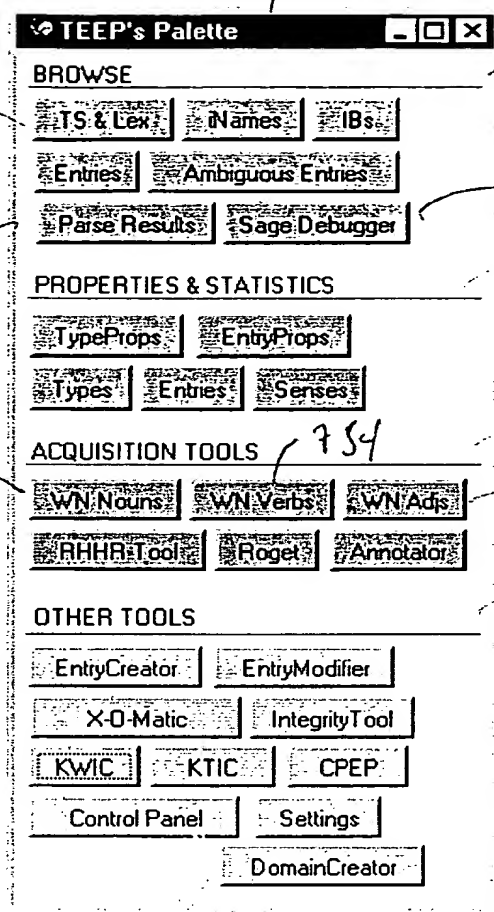 TEEP's Palette
BROWSE
TS & Lex iNames IBs
Entries Ambiguous Entries
Parse Results Sage Debugger
PROPERTIES & STATISTICS
TypeProps EntryProps
Types Entries Senses
ACQUISITION TOOLS 754
WN Nouns WN Verbs WN Adjs
RHHR Tool Roget Annotator
OTHER TOOLS
EntryCreator EntryModifier
X-O-Matic IntegrityTool
KWIC KTIC CPEP
Control Panel Settings
DomainCreator